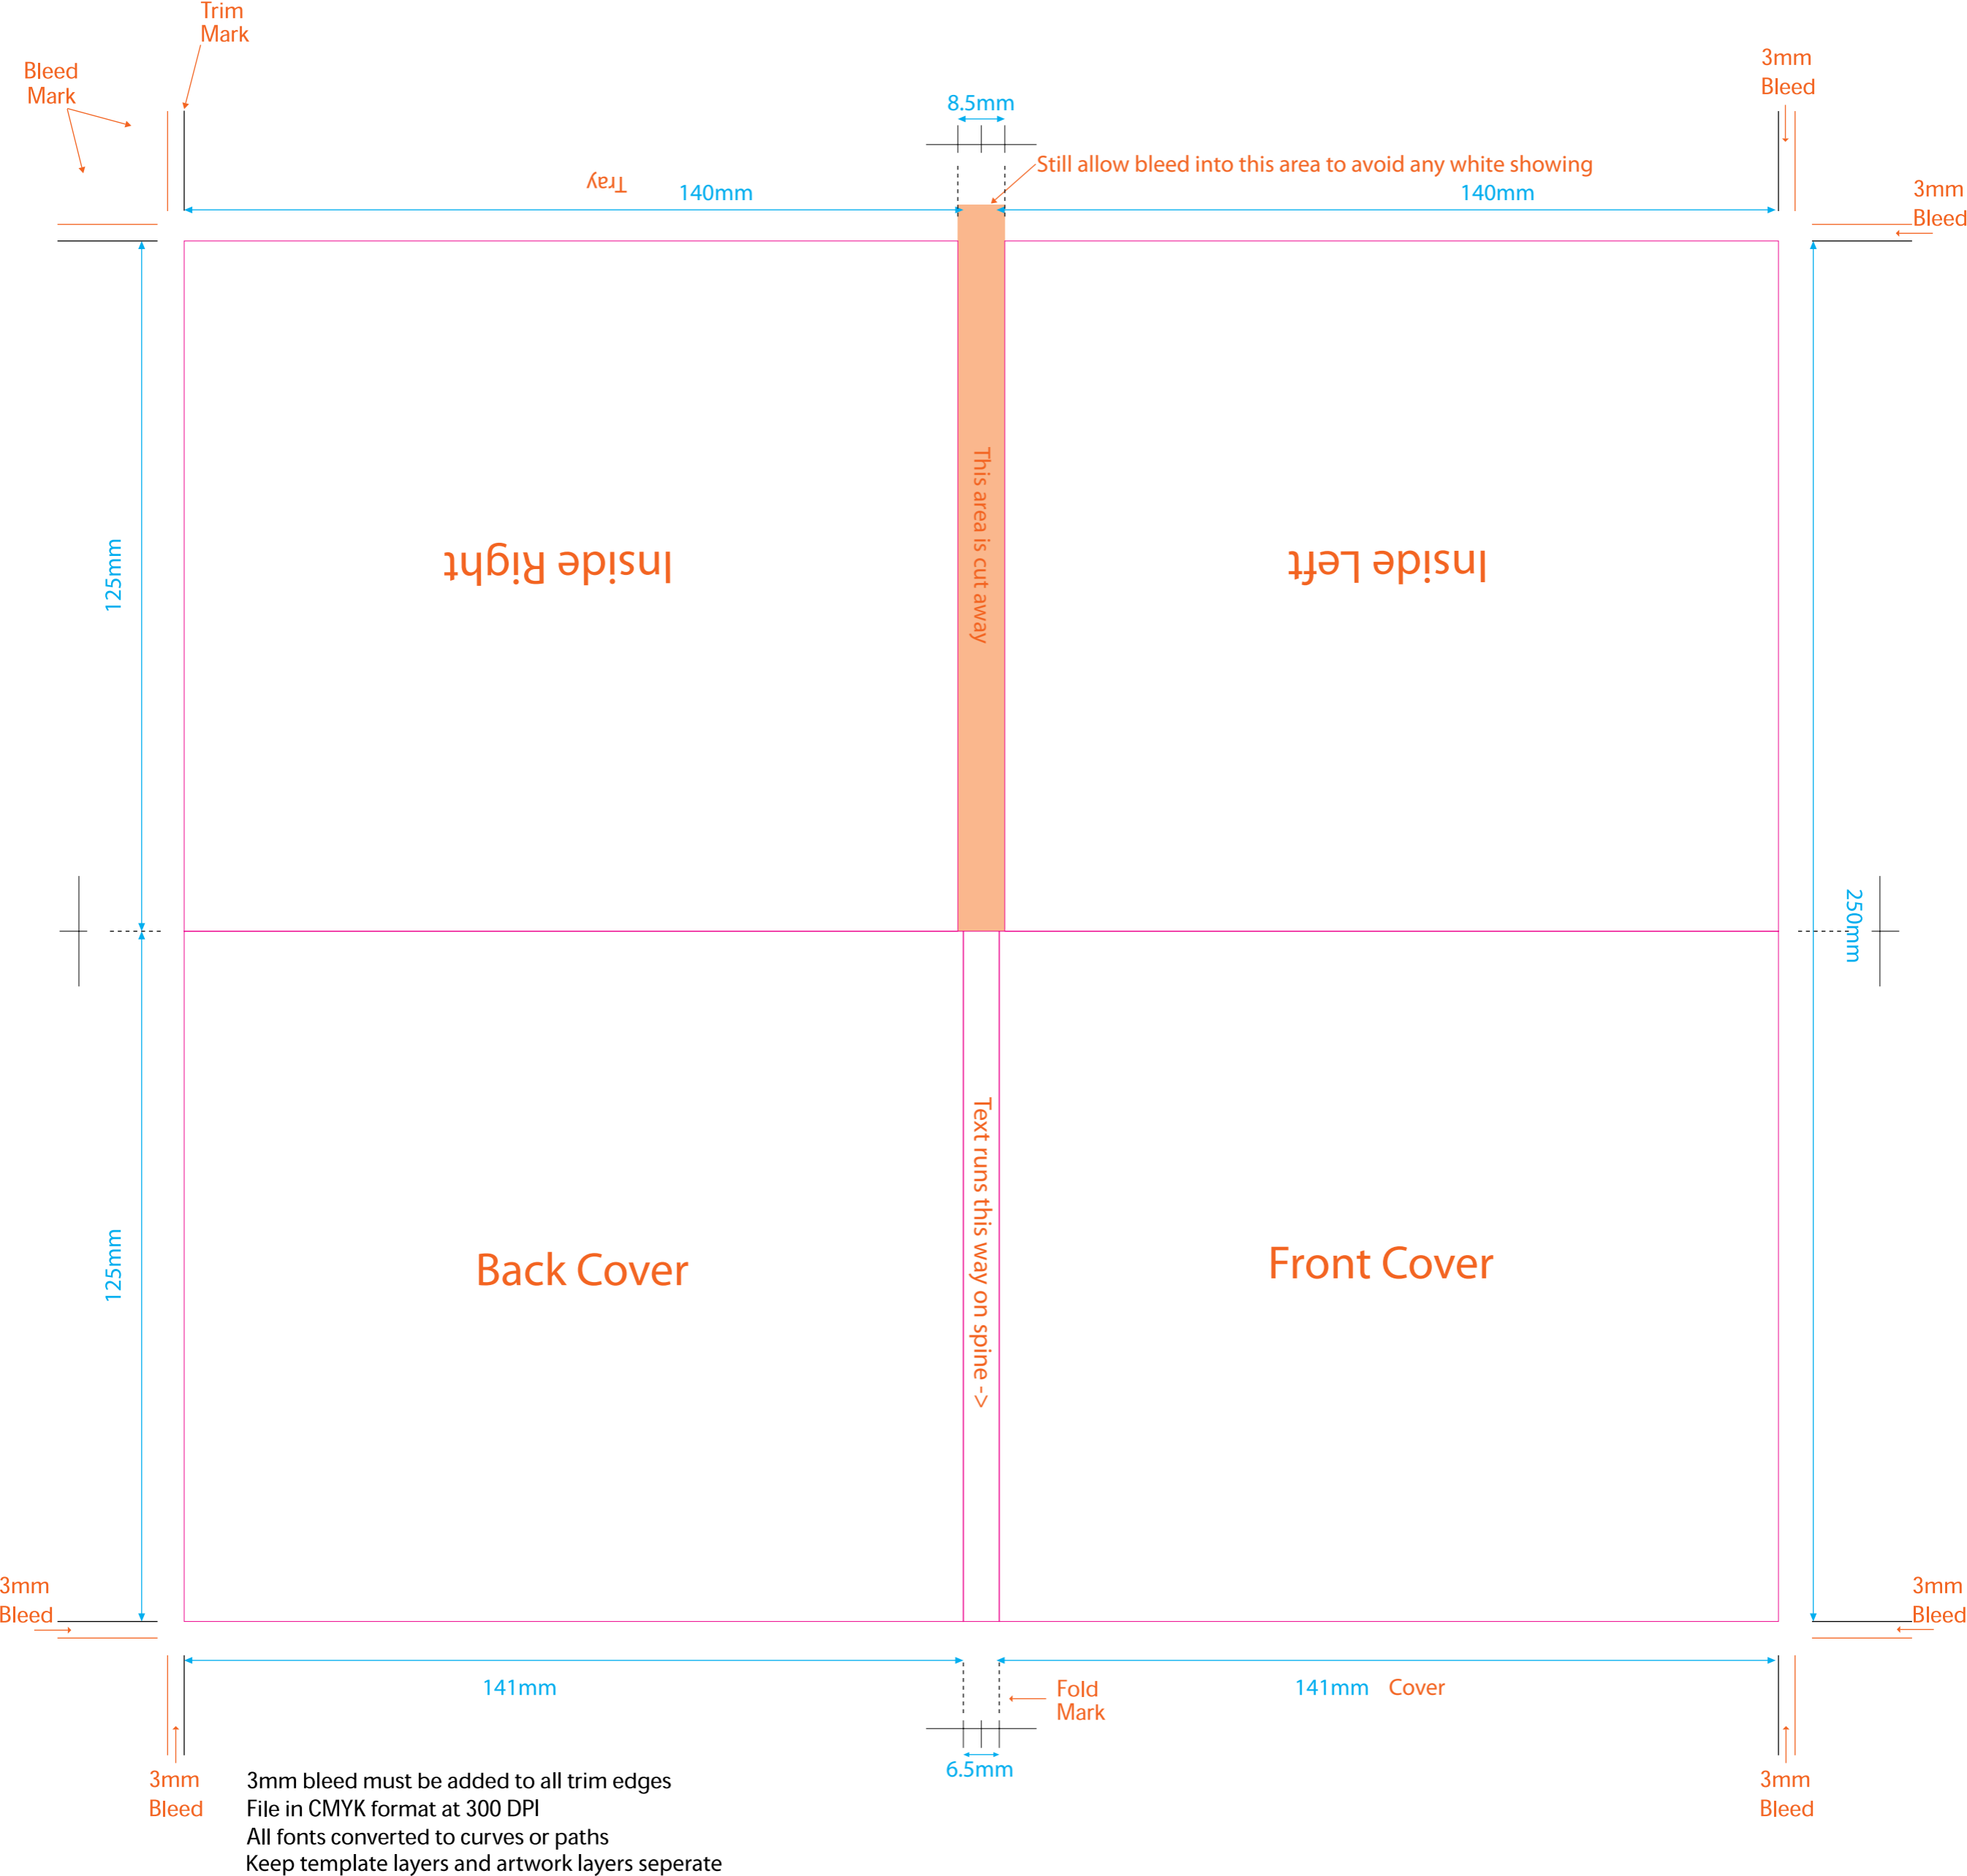 Trim
Mark
Bleed
Mark
3mm
Bleed
8.5mm
Still allow bleed into this area to avoid any white showing
Tray
140mm
140mm
3mm
Bleed
This area is cut away
Inside Right
Inside Left
125mm
250mm
Text runs this way on spine ->
125mm
Back Cover
Front Cover
3mm
Bleed
3mm
Bleed
141mm
Fold
Mark
141mm Cover
6.5mm
3mm
Bleed
3mm
Bleed
3mm bleed must be added to all trim edges
File in CMYK format at 300 DPI
All fonts converted to curves or paths
Keep template layers and artwork layers seperate